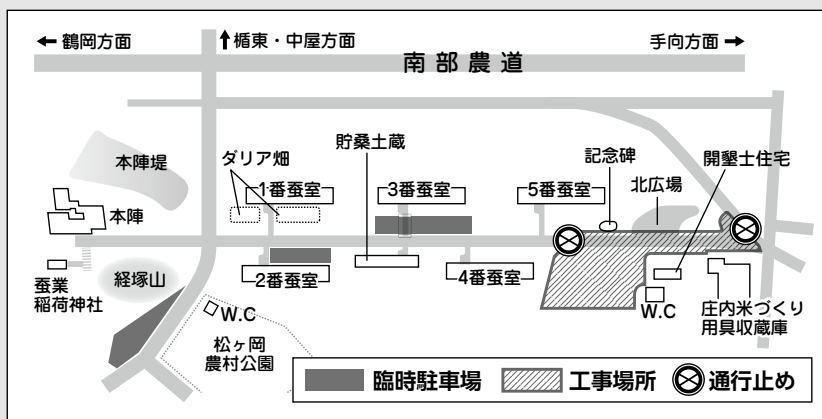 ← 鶴岡方面
↑楯東・中屋方面
手向方面 →
南部農道
本陣堤
ダリア畑
貯桑土蔵
記念碑
開墾士住宅
1番蚕室
3番蚕室
5番蚕室
北広場
本陣
蚕業
稲荷神社
経塚山
2番蚕室
4番蚕室
W.C
松ヶ岡
農村公園
W.C
庄内米づくり
用具収蔵庫
臨時駐車場
工事場所
通行止め